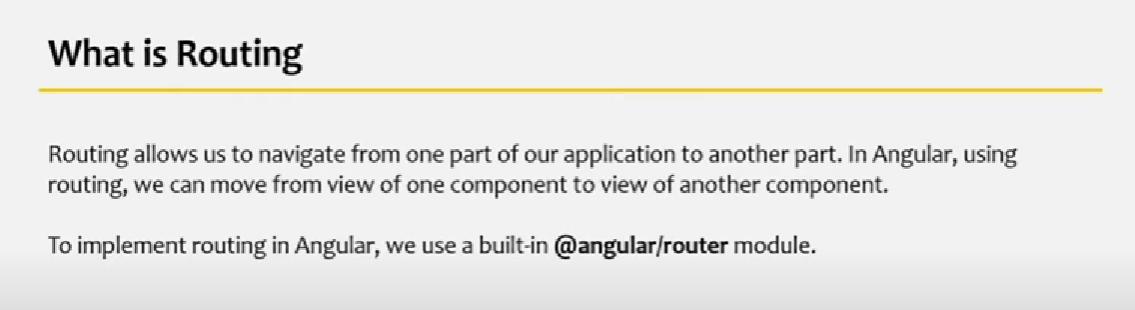 What is Routing
Routing allows us to navigate from one part of our application to another part. In Angular, using
routing, we can move from view of one component to view of another component.
To implement routing in Angular, we use a built-in @angular/router module.